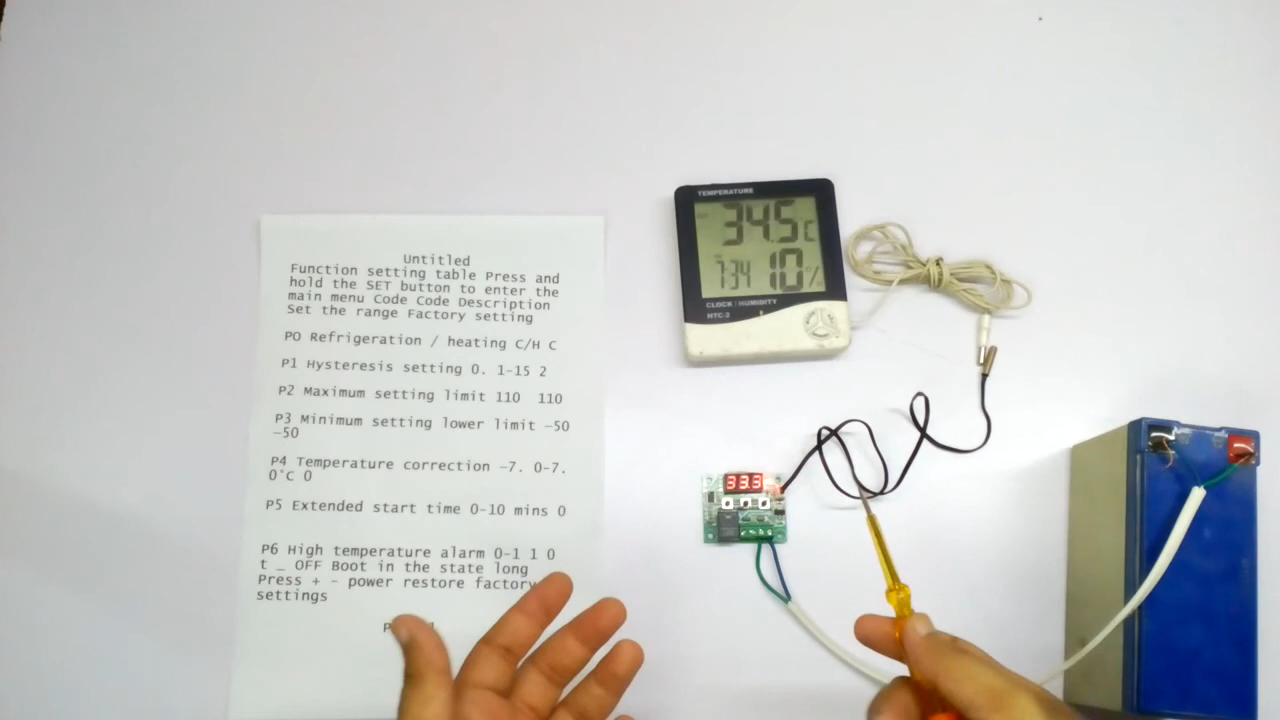 Untitled
Function setting table Press and
hold the SET button to enter the
main menu Code Code Description
Set the range Factory setting
PO Refrigeration / heating C/H C
P1 Hysteresis setting 0. 1-15 2
P2 Maximum setting limit 110 110
P3 Minimum setting lower limit -50
-50
P4 Temperature correction -7. 0-7.
0°c 0
P5 Extended start time 0-10 mins 0
P6 High temperature alarm 0-1 1 0
t _ OFF Boot in the state long
Press + - power restore factory
settings
TEMPERATURE
34.5 C
7:34 10%
CLOCK / HUMIDITY
HTC-2
33.3